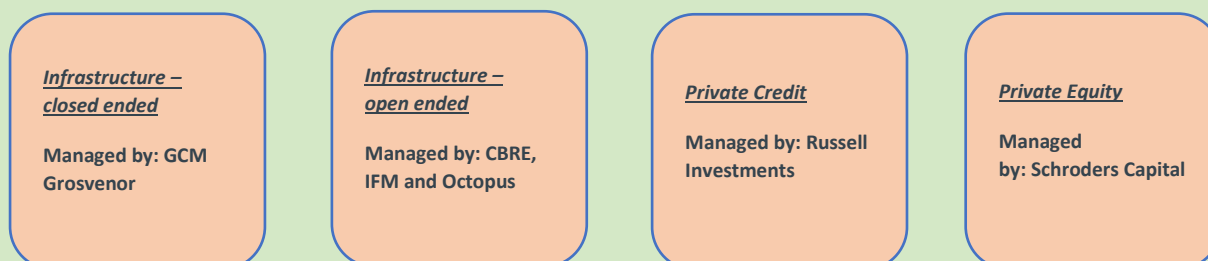 Infrastructure –
closed ended
Managed by: GCM
Grosvenor
Infrastructure –
open ended
Managed by: CBRE,
IFM and Octopus
Private Credit
Managed by: Russell
Investments
Private Equity
Managed
by: Schroders Capital